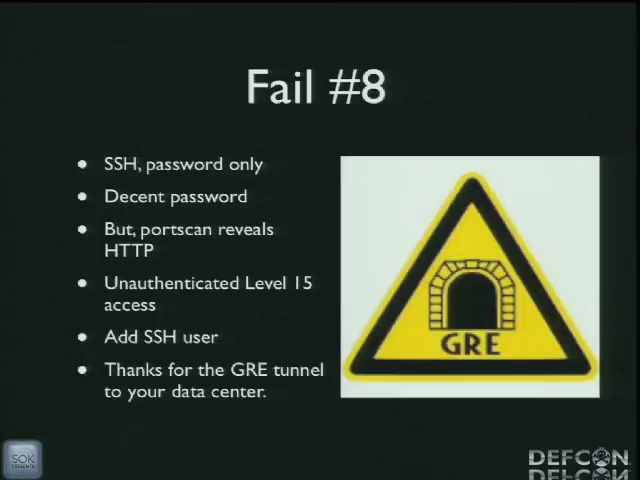 Fail #8
SSH, password only
Decent password
But, portscan reveals
HTTP
Unauthenticated Level 15
access
Add SSH user
Thanks for the GRE tunnel
to your data center.
GRE
SOK
DEFCON